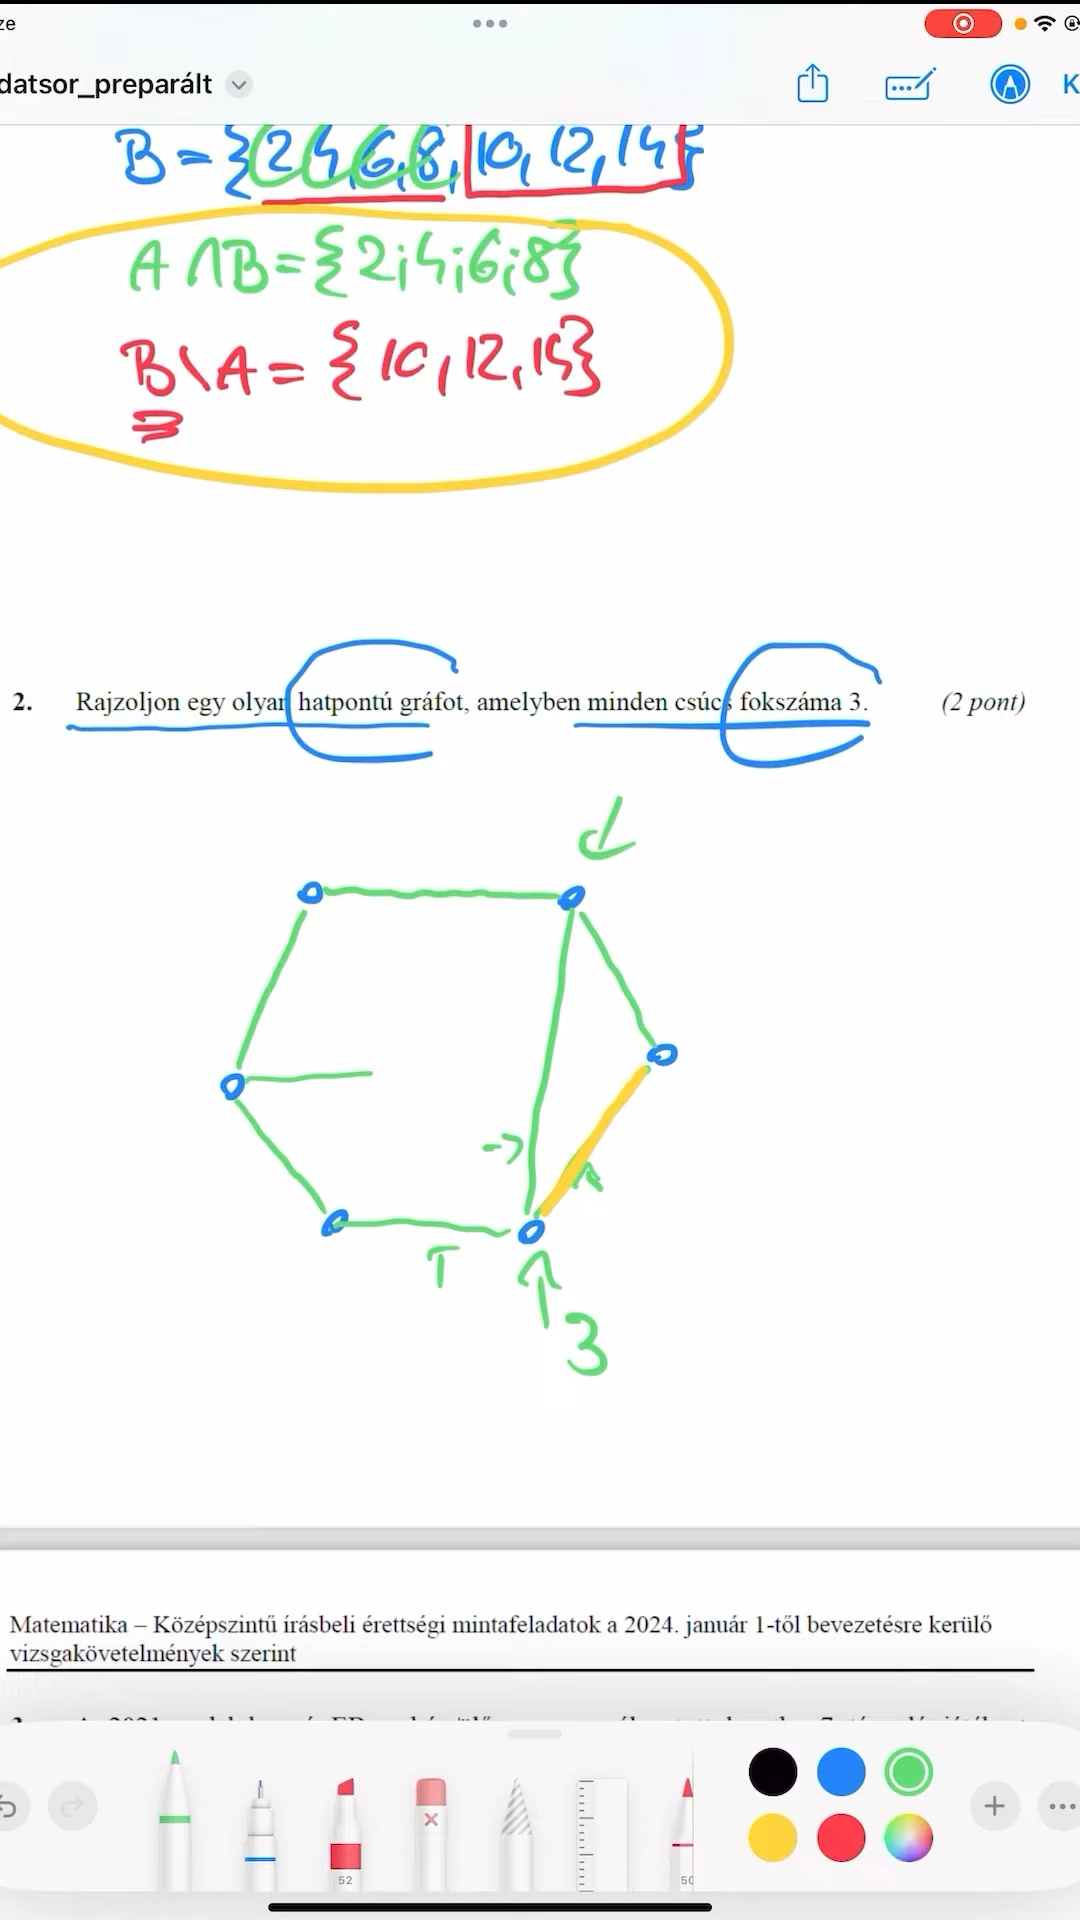 ze
datsor_preparált
K
B = {2 4, 6, 8, 10, 12, 14}
A ∩ B = {2; 4; 6; 8}
B \ A = {10, 12, 14}
2. Rajzoljon egy olyan hatpontú gráfot, amelyben minden csúcs fokszáma 3. (2 pont)
3
Matematika – Középszintű írásbeli érettségi mintafeladatok a 2024. január 1-től bevezetésre kerülő
vizsgakövetelmények szerint
52
50